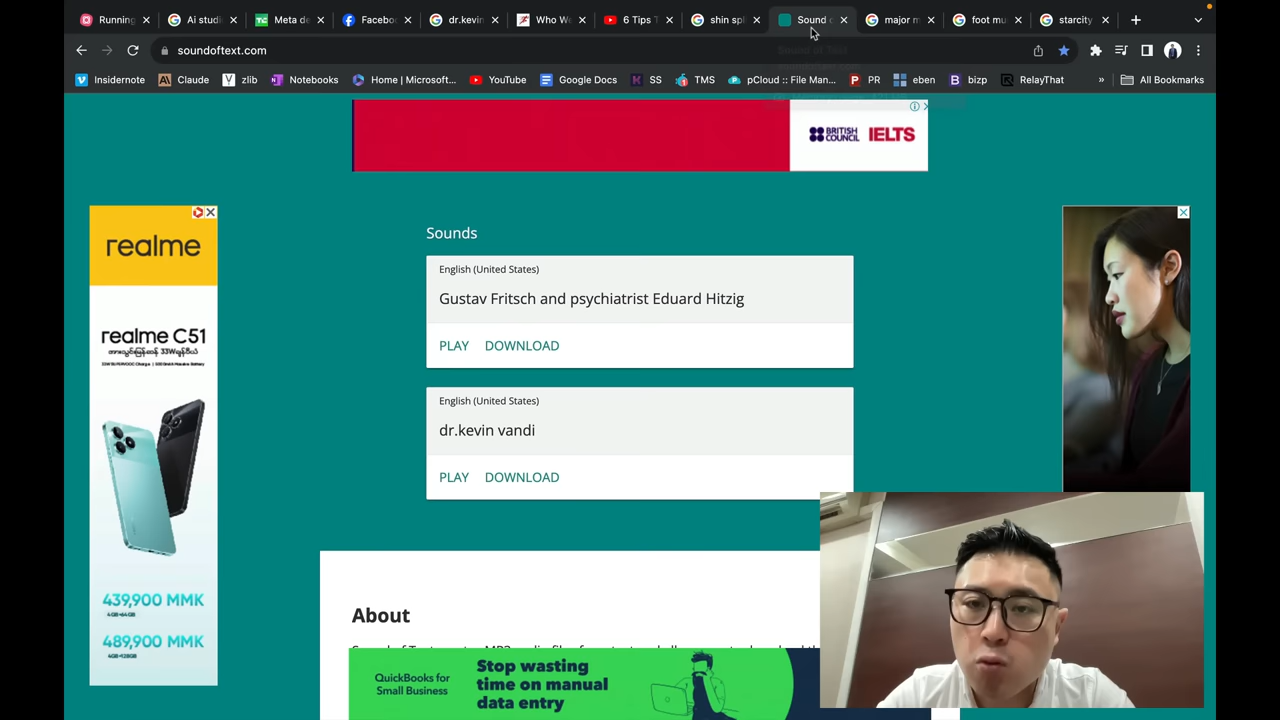 Running
Ai studi
Meta de
Faceboo
dr.kevin
Who We
6 Tips T
shin spl
Sound o
major m
foot mu
starcity
soundoftext.com
Insidernote
Claude
zlib
Notebooks
Home | Microsoft...
YouTube
Google Docs
SS
TMS
pCloud :: File Man...
PR
eben
bizp
RelayThat
»
All Bookmarks
BRITISH
COUNCIL
IELTS
realme
realme C51
439,900 MMK
489,900 MMK
Sounds
English (United States)
Gustav Fritsch and psychiatrist Eduard Hitzig
PLAY DOWNLOAD
English (United States)
dr.kevin vandi
PLAY DOWNLOAD
About
QuickBooks for
Small Business
Stop wasting
time on manual
data entry